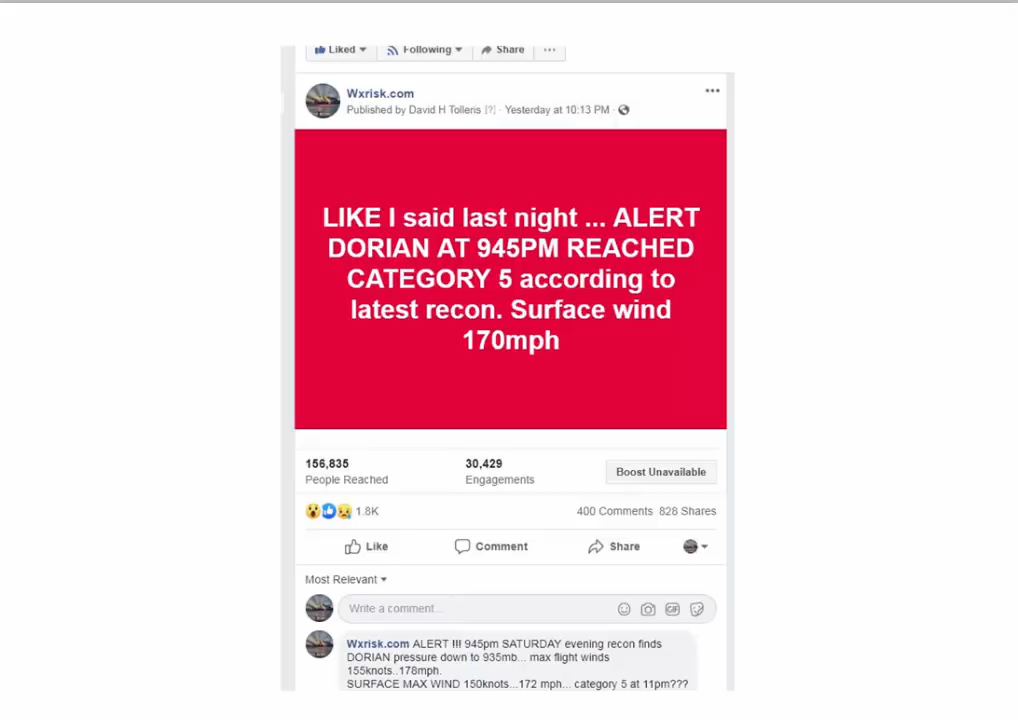 Liked Following Share ...
Wxrisk.com
Published by David H Tolleris [?] · Yesterday at 10:13 PM ·
LIKE I said last night ... ALERT
DORIAN AT 945PM REACHED
CATEGORY 5 according to
latest recon. Surface wind
170mph
156,835 30,429 Boost Unavailable
People Reached Engagements
1.8K 400 Comments 828 Shares
Like Comment Share
Most Relevant
Write a comment... GIF
Wxrisk.com ALERT !!! 945pm SATURDAY evening recon finds
DORIAN pressure down to 935mb... max flight winds
155knots..178mph.
SURFACE MAX WIND 150knots...172 mph... category 5 at 11pm???